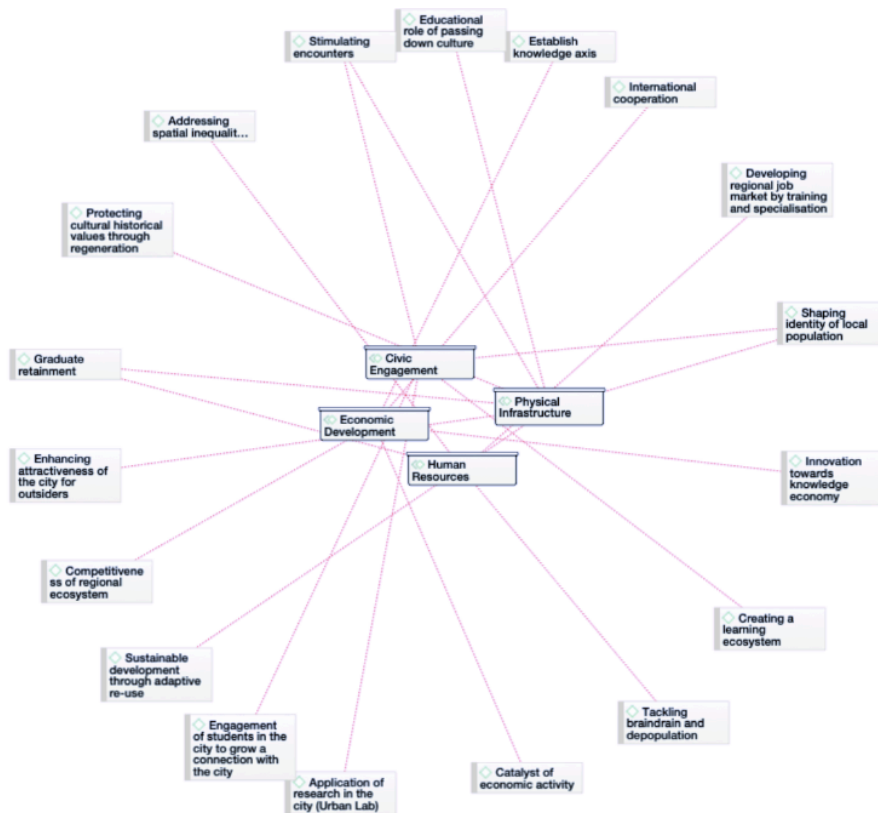 Educational
role of passing
down culture
Stimulating
encounters
Establish
knowledge axis
International
cooperation
Addressing
spatial inequalit...
Developing
regional job
market by training
and specialisation
Protecting
cultural historical
values through
regeneration
Shaping
identity of local
population
Graduate
retainment
Civic
Engagement
Physical
Infrastructure
Economic
Development
Human
Resources
Enhancing
attractiveness of
the city for
outsiders
Innovation
towards
knowledge
economy
Competitivene
ss of regional
ecosystem
Creating a
learning
ecosystem
Sustainable
development
through adaptive
re-use
Tackling
braindrain and
depopulation
Engagement
of students in the
city to grow a
connection with
the city
Application of
research in the
city (Urban Lab)
Catalyst of
economic activity